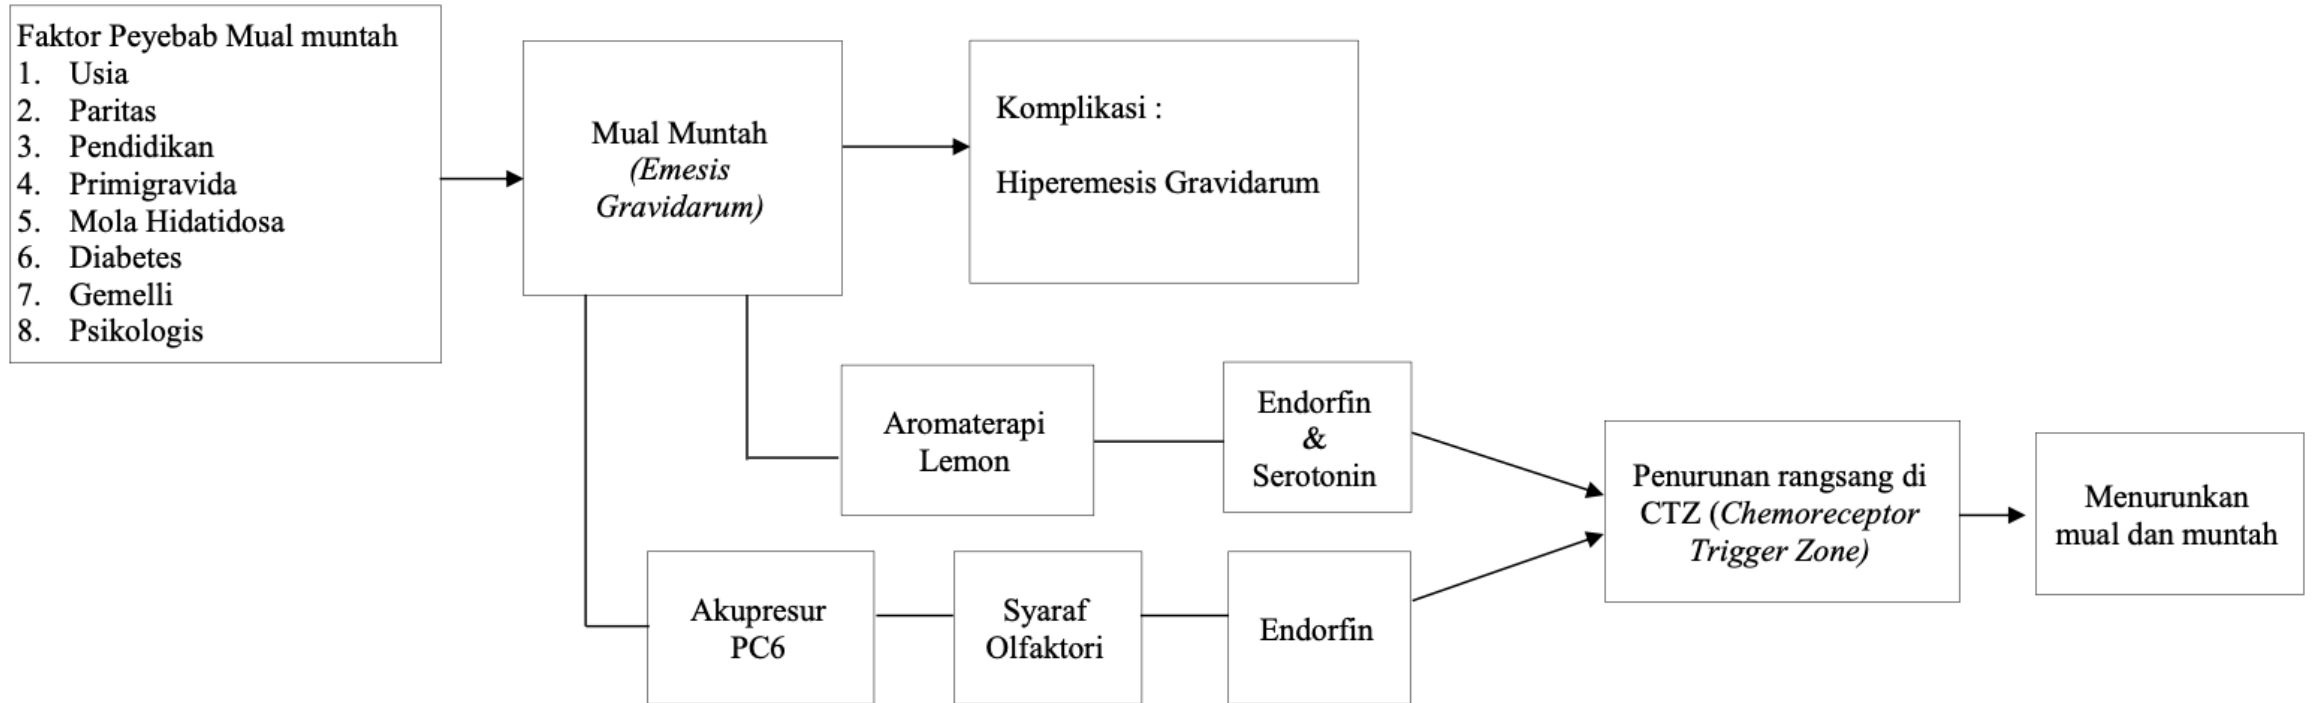 Faktor Peyebab Mual muntah
1. Usia
2. Paritas
3. Pendidikan
4. Primigravida
5. Mola Hidatidosa
6. Diabetes
7. Gemelli
8. Psikologis
Mual Muntah
(Emesis
Gravidarum)
Komplikasi :
Hiperemesis Gravidarum
Aromaterapi
Lemon
Endorfin
&
Serotonin
Akupresur
PC6
Syaraf
Olfaktori
Endorfin
Penurunan rangsang di
CTZ (Chemoreceptor
Trigger Zone)
Menurunkan
mual dan muntah